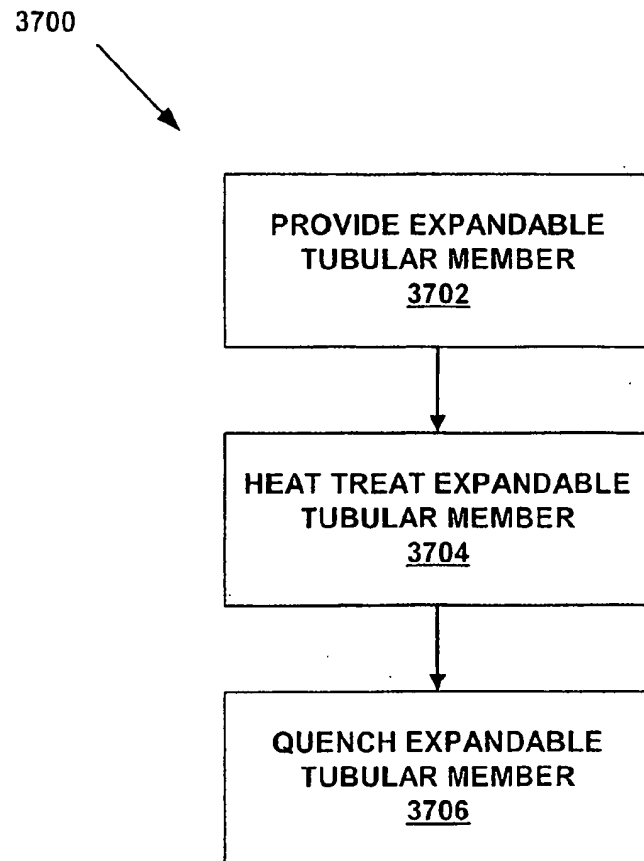 3700
PROVIDE EXPANDABLE
TUBULAR MEMBER
3702
HEAT TREAT EXPANDABLE
TUBULAR MEMBER
3704
QUENCH EXPANDABLE
TUBULAR MEMBER
3706